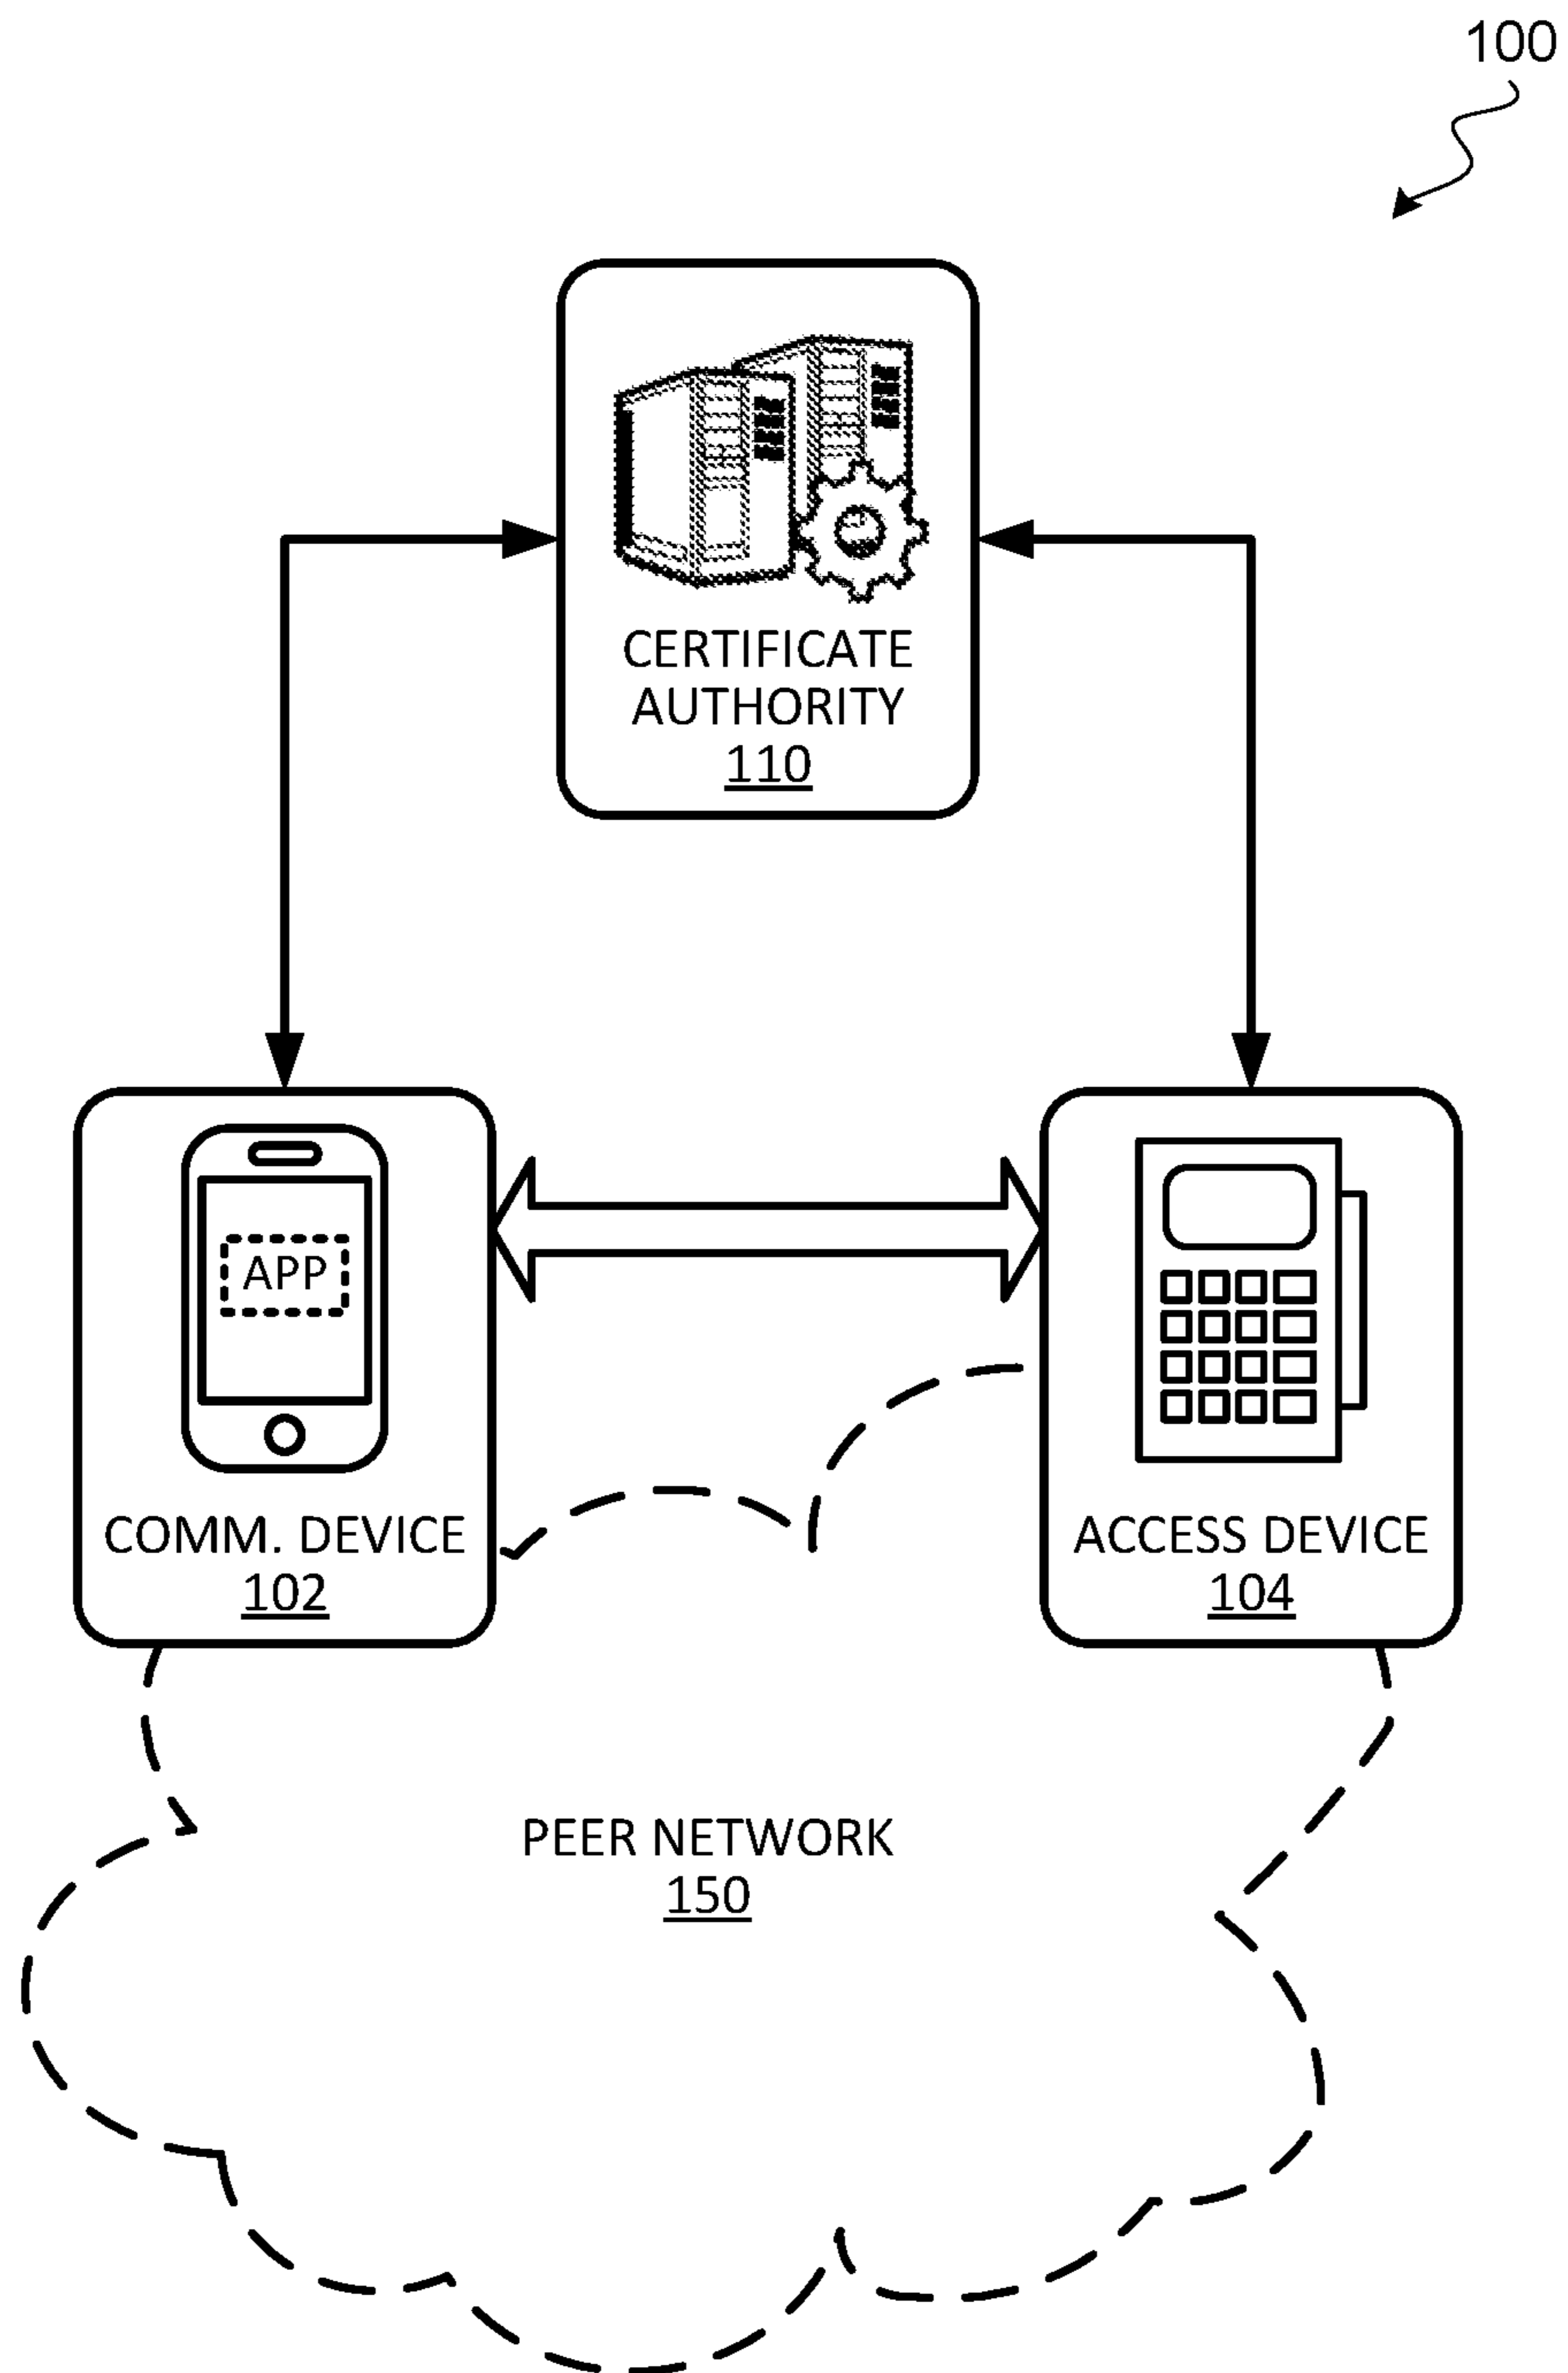 100
CERTIFICATE
AUTHORITY
110
APP
COMM. DEVICE
102
ACCESS DEVICE
104
PEER NETWORK
150